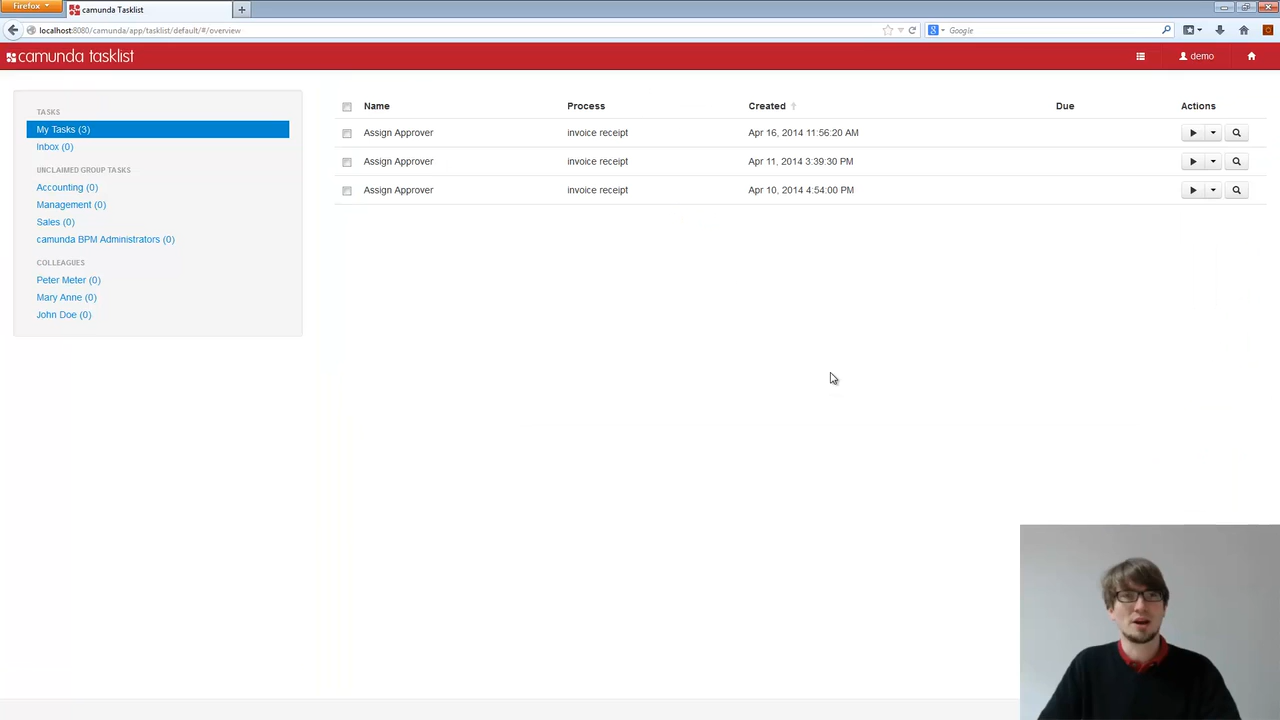 Firefox
camunda Tasklist
localhost:8080/camunda/app/tasklist/default/#/overview
Google
camunda tasklist
demo
TASKS
My Tasks (3)
Inbox (0)
UNCLAIMED GROUP TASKS
Accounting (0)
Management (0)
Sales (0)
camunda BPM Administrators (0)
COLLEAGUES
Peter Meter (0)
Mary Anne (0)
John Doe (0)
Name Process Created Due Actions
Assign Approver invoice receipt Apr 16, 2014 11:56:20 AM
Assign Approver invoice receipt Apr 11, 2014 3:39:30 PM
Assign Approver invoice receipt Apr 10, 2014 4:54:00 PM